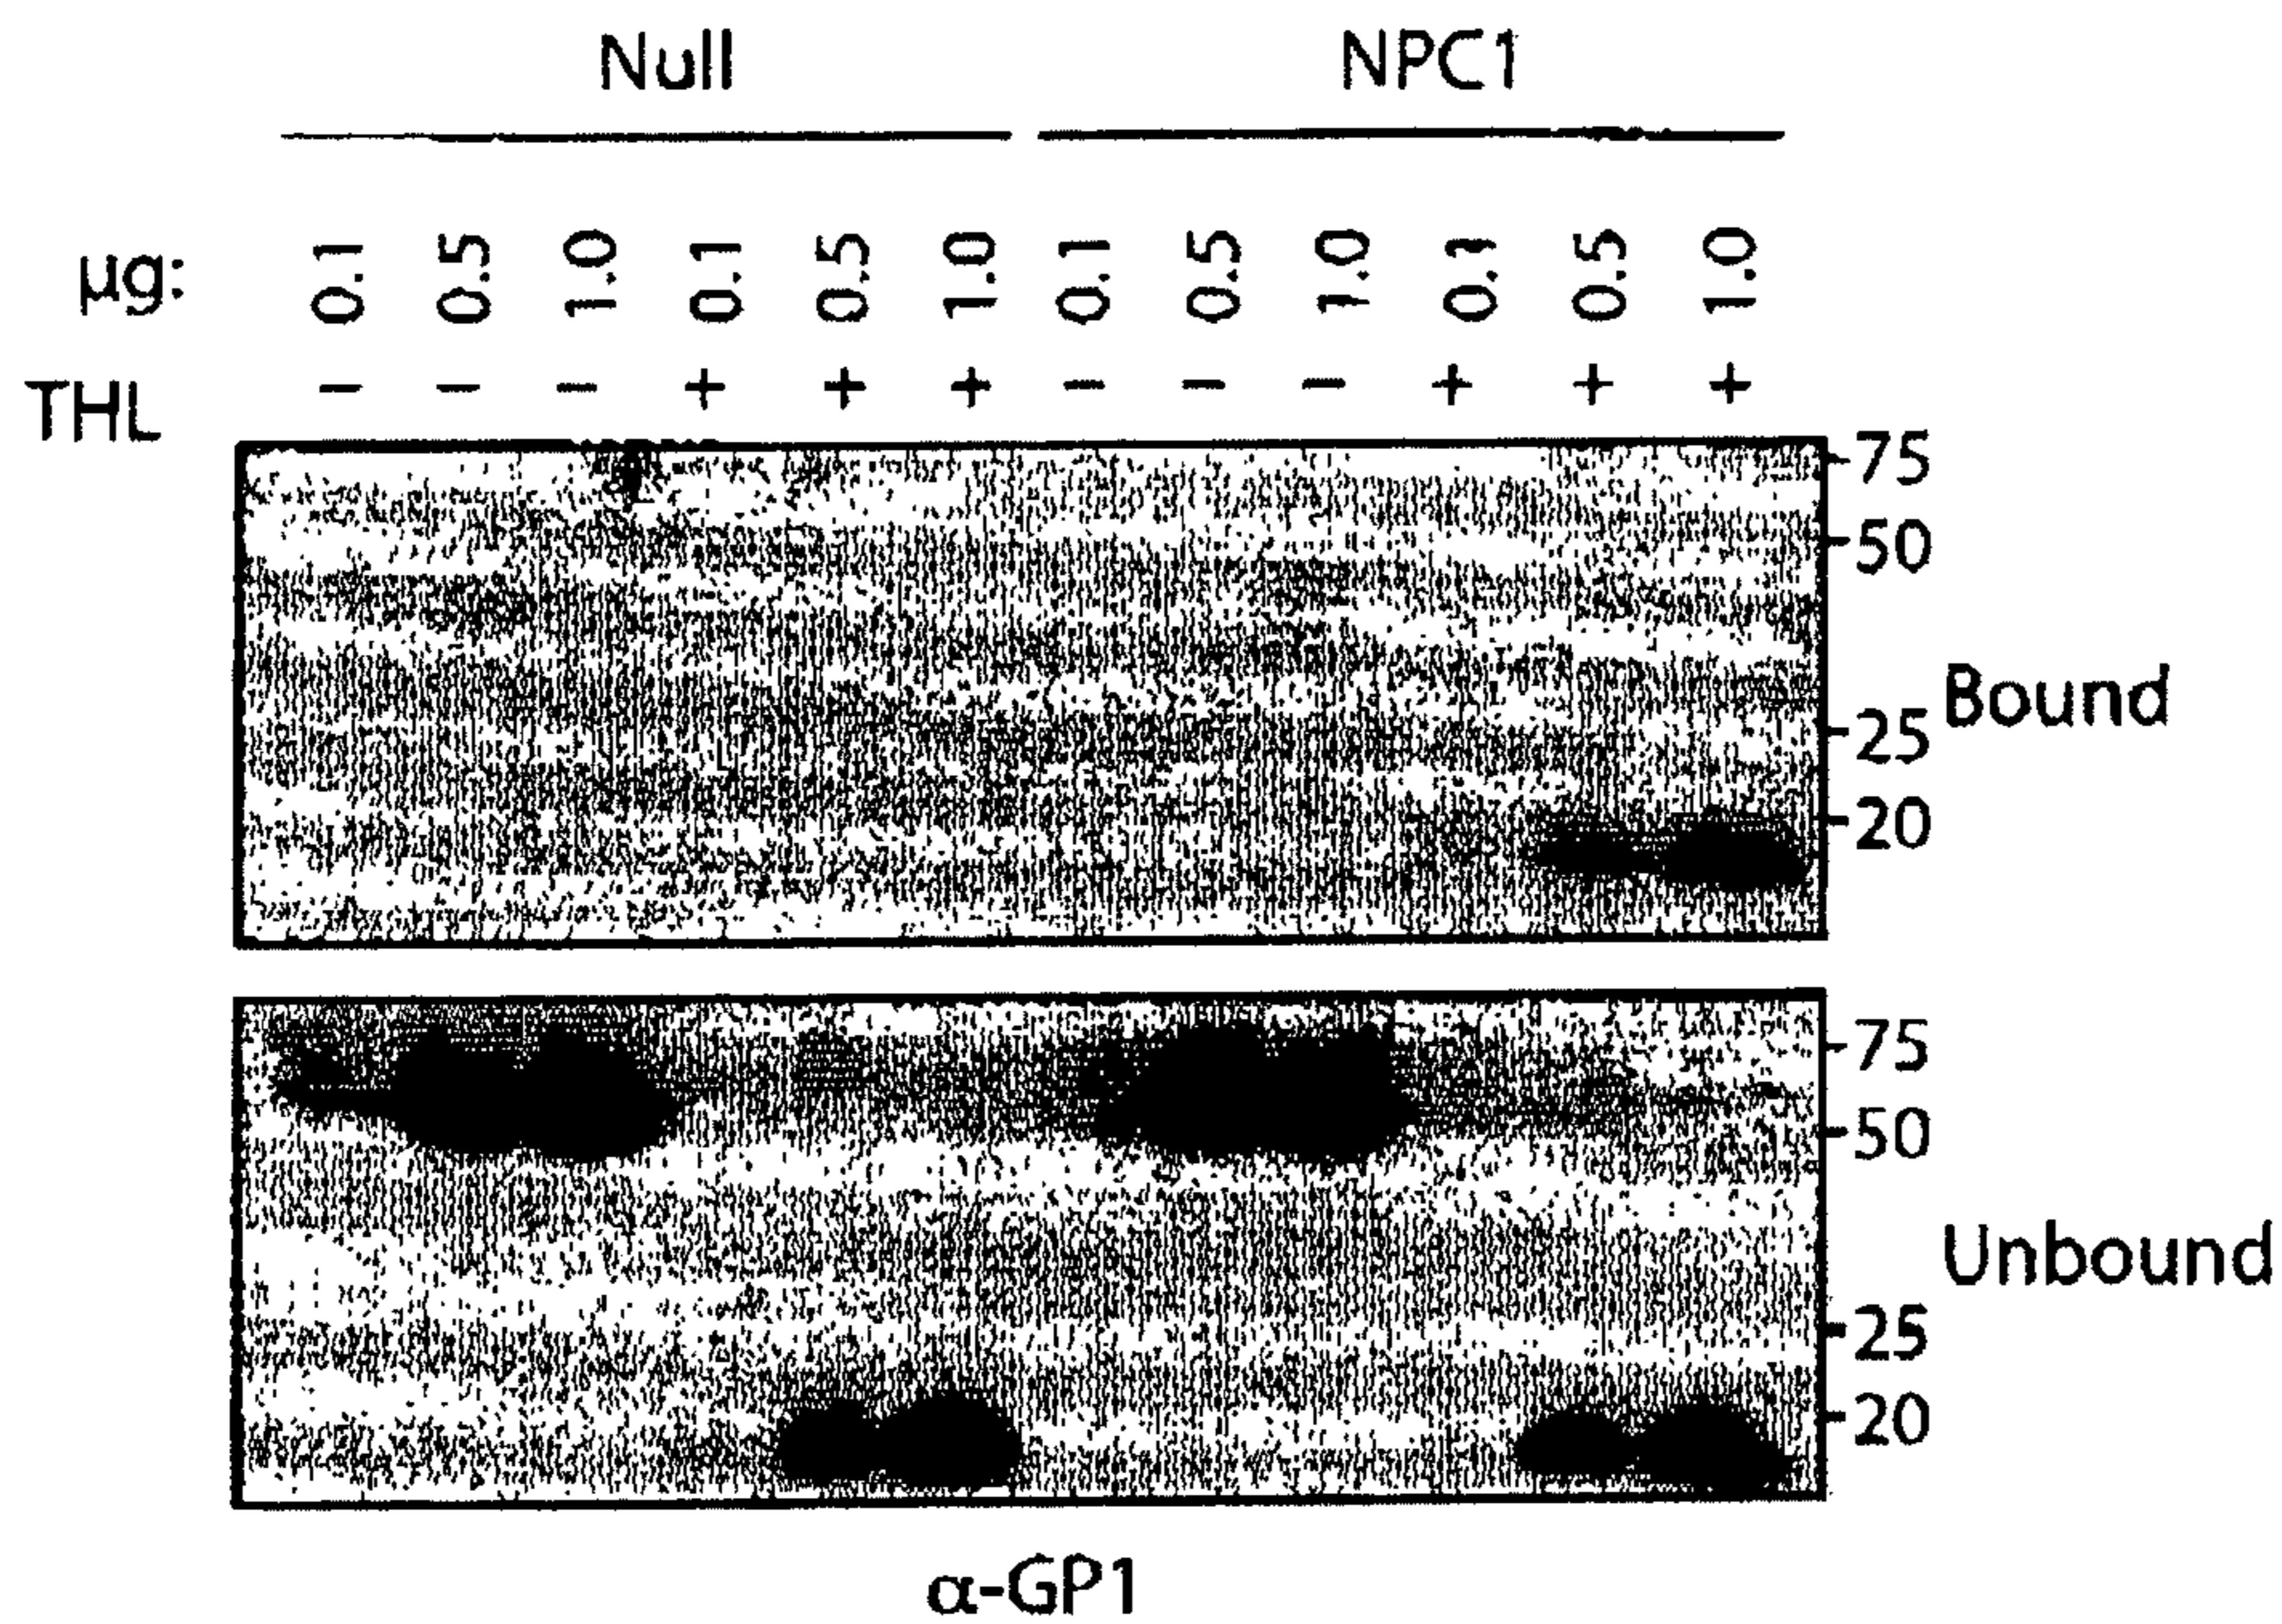 Null NPC1
µg: 0.1 0.5 1.0 0.1 0.5 1.0 0.1 0.5 1.0 0.1 0.5 1.0
THL − − − + + + − − − + + +
75
50
Bound
25
20
75
50
Unbound
25
20
α-GP1